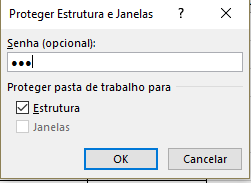 Proteger Estrutura e Janelas ? ×
Senha (opcional):
●●●
Proteger pasta de trabalho para
Estrutura
Janelas
OK Cancelar